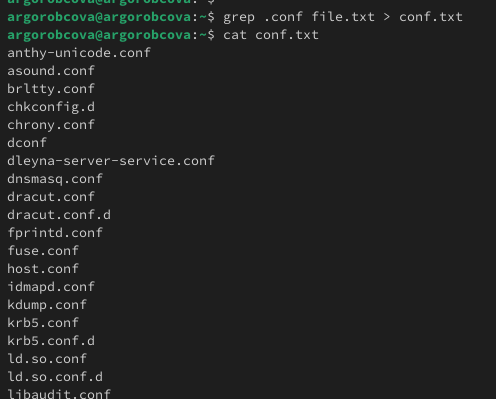 argorobcova@argorobcova:~$ grep .conf file.txt > conf.txt
argorobcova@argorobcova:~$ cat conf.txt
anthy-unicode.conf
asound.conf
brltty.conf
chkconfig.d
chrony.conf
dconf
dleyna-server-service.conf
dnsmasq.conf
dracut.conf
dracut.conf.d
fprintd.conf
fuse.conf
host.conf
idmapd.conf
kdump.conf
krb5.conf
krb5.conf.d
ld.so.conf
ld.so.conf.d
libaudit.conf